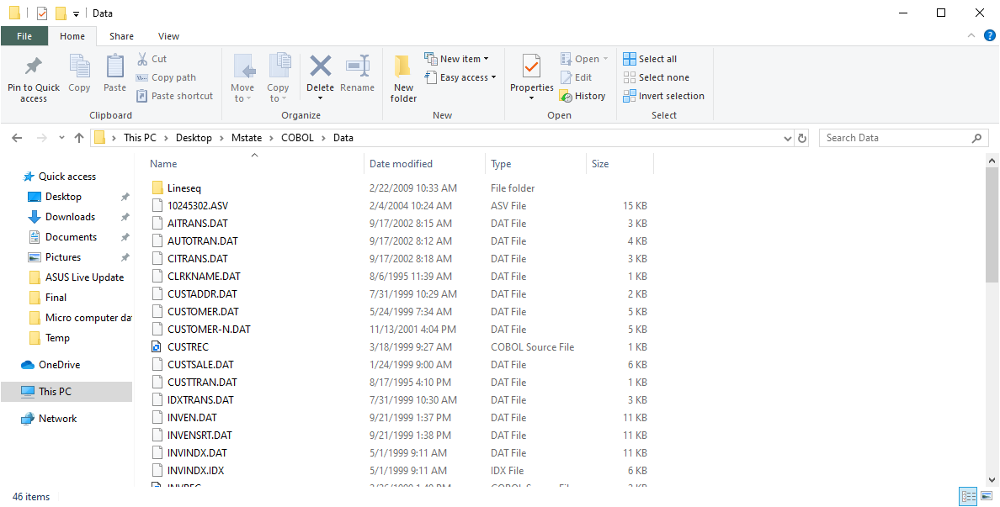 Data
File Home Share View
Pin to Quick access
Copy
Paste
Cut
Copy path
Paste shortcut
Clipboard
Move to
Copy to
Delete
Rename
Organize
New folder
New item
Easy access
New
Properties
Open
Edit
History
Open
Select all
Select none
Invert selection
Select
This PC > Desktop > Mstate > COBOL > Data
Search Data
Quick access
Desktop
Downloads
Documents
Pictures
ASUS Live Update
Final
Micro computer da
Temp
OneDrive
This PC
Network
Name Date modified Type Size
Lineseq 2/22/2009 10:33 AM File folder
10245302.ASV 2/4/2004 10:24 AM ASV File 15 KB
AITRANS.DAT 9/17/2002 8:15 AM DAT File 3 KB
AUTOTRAN.DAT 9/17/2002 8:12 AM DAT File 4 KB
CITRANS.DAT 9/17/2002 8:18 AM DAT File 3 KB
CLRKNAME.DAT 8/6/1995 11:39 AM DAT File 1 KB
CUSTADDR.DAT 7/31/1999 10:29 AM DAT File 2 KB
CUSTOMER.DAT 5/24/1999 7:34 AM DAT File 5 KB
CUSTOMER-N.DAT 11/13/2001 4:04 PM DAT File 5 KB
CUSTREC 3/18/1999 9:27 AM COBOL Source File 1 KB
CUSTSALE.DAT 1/24/1999 9:00 AM DAT File 6 KB
CUSTTRAN.DAT 8/17/1995 4:10 PM DAT File 1 KB
IDXTRANS.DAT 7/31/1999 10:30 AM DAT File 3 KB
INVEN.DAT 9/21/1999 1:37 PM DAT File 11 KB
INVENSRT.DAT 9/21/1999 1:38 PM DAT File 11 KB
INVINDX.DAT 5/1/1999 9:11 AM DAT File 11 KB
INVINDX.IDX 5/1/1999 9:11 AM IDX File 6 KB
46 items